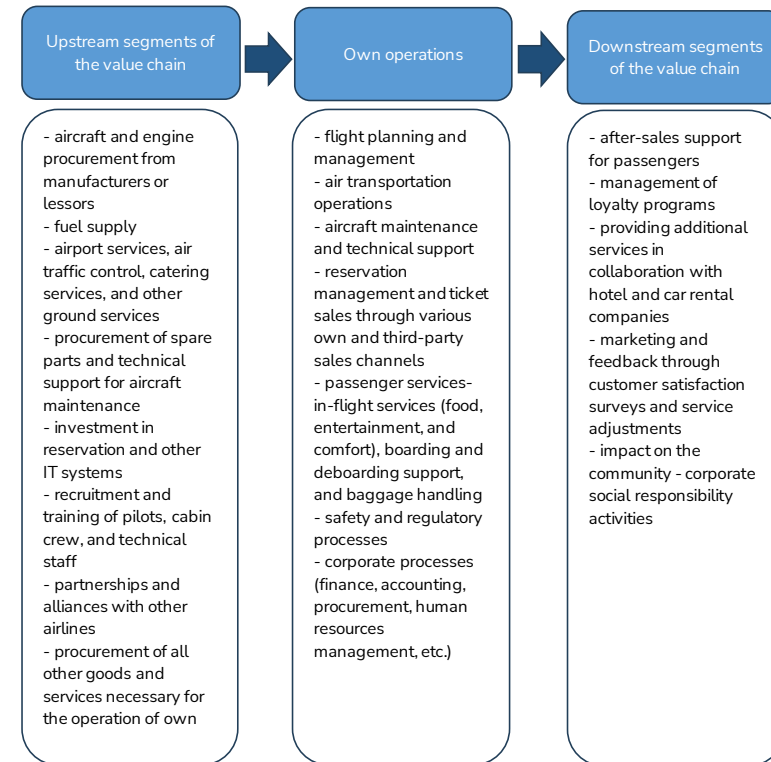 Upstream segments of
the value chain
Own operations
Downstream segments
of the value chain
- aircraft and engine
procurement from
manufacturers or
lessors
- fuel supply
- airport services, air
traffic control, catering
services, and other
ground services
- procurement of spare
parts and technical
support for aircraft
maintenance
- investment in
reservation and other
IT systems
- recruitment and
training of pilots, cabin
crew, and technical
staff
- partnerships and
alliances with other
airlines
- procurement of all
other goods and
services necessary for
the operation of own
- flight planning and
management
- air transportation
operations
- aircraft maintenance
and technical support
- reservation
management and ticket
sales through various
own and third-party
sales channels
- passenger services-
in-flight services (food,
entertainment, and
comfort), boarding and
deboarding support,
and baggage handling
- safety and regulatory
processes
- corporate processes
(finance, accounting,
procurement, human
resources
management, etc.)
- after-sales support
for passengers
- management of
loyalty programs
- providing additional
services in
collaboration with
hotel and car rental
companies
- marketing and
feedback through
customer satisfaction
surveys and service
adjustments
- impact on the
community - corporate
social responsibility
activities